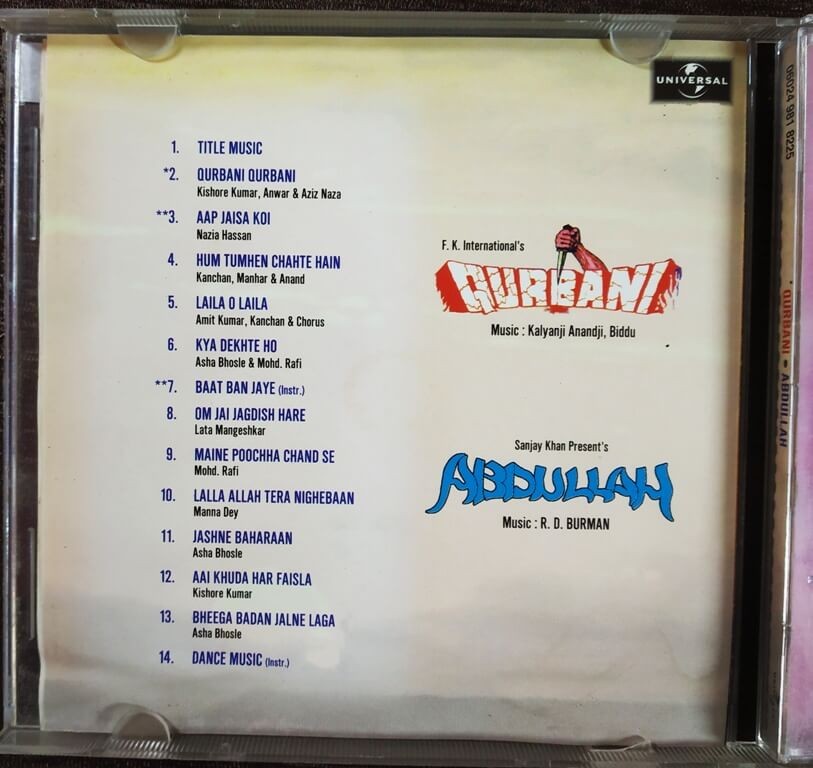 UNIVERSAL
1. TITLE MUSIC
*2. QURBANI QURBANI
Kishore Kumar, Anwar & Aziz Naza
**3. AAP JAISA KOI
Nazia Hassan
4. HUM TUMHEN CHAHTE HAIN
Kanchan, Manhar & Anand
5. LAILA O LAILA
Amit Kumar, Kanchan & Chorus
6. KYA DEKHTE HO
Asha Bhosle & Mohd. Rafi
**7. BAAT BAN JAYE (Instr.)
8. OM JAI JAGDISH HARE
Lata Mangeshkar
9. MAINE POOCHHA CHAND SE
Mohd. Rafi
10. LALLA ALLAH TERA NIGHEBAAN
Manna Dey
11. JASHNE BAHARAAN
Asha Bhosle
12. AAI KHUDA HAR FAISLA
Kishore Kumar
13. BHEEGA BADAN JALNE LAGA
Asha Bhosle
14. DANCE MUSIC (Instr.)
F. K. International's
QURBANI
Music : Kalyanji Anandji, Biddu
Sanjay Khan Present's
ABDULLAH
Music : R. D. BURMAN
06024 981 8225
QURBANI • ABDULLAH